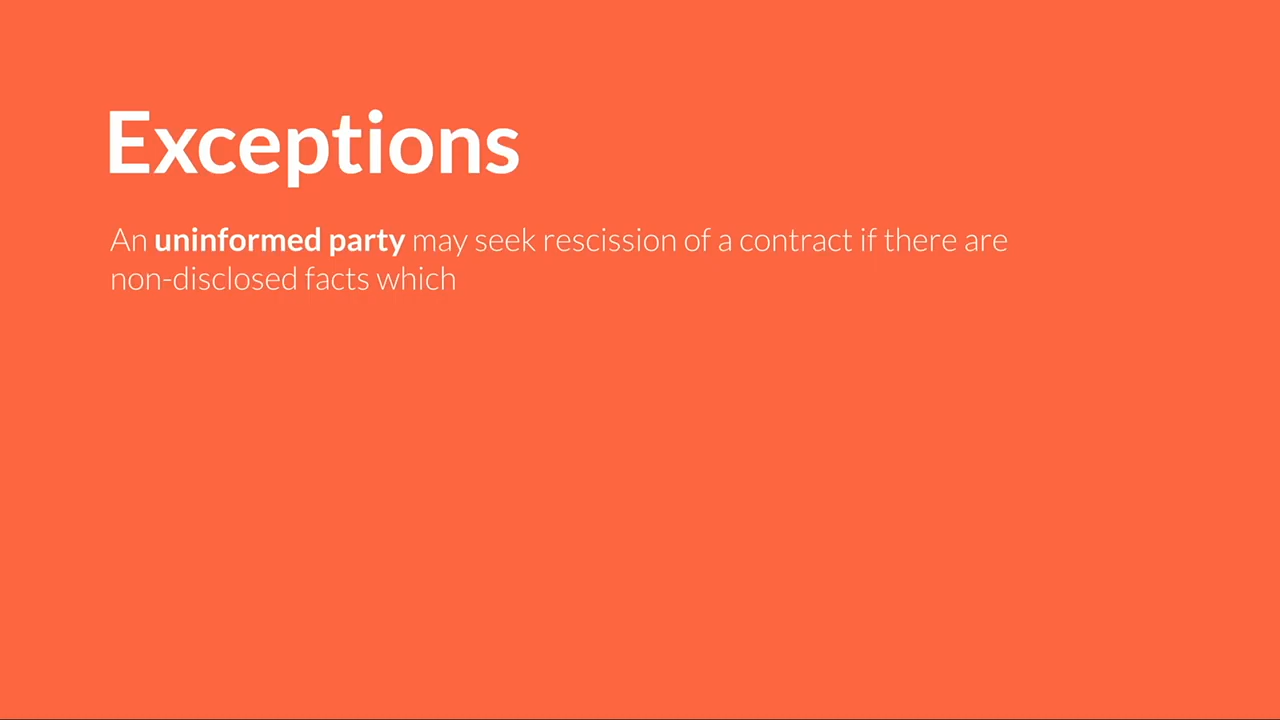 Exceptions
An uninformed party may seek rescission of a contract if there are
non-disclosed facts which